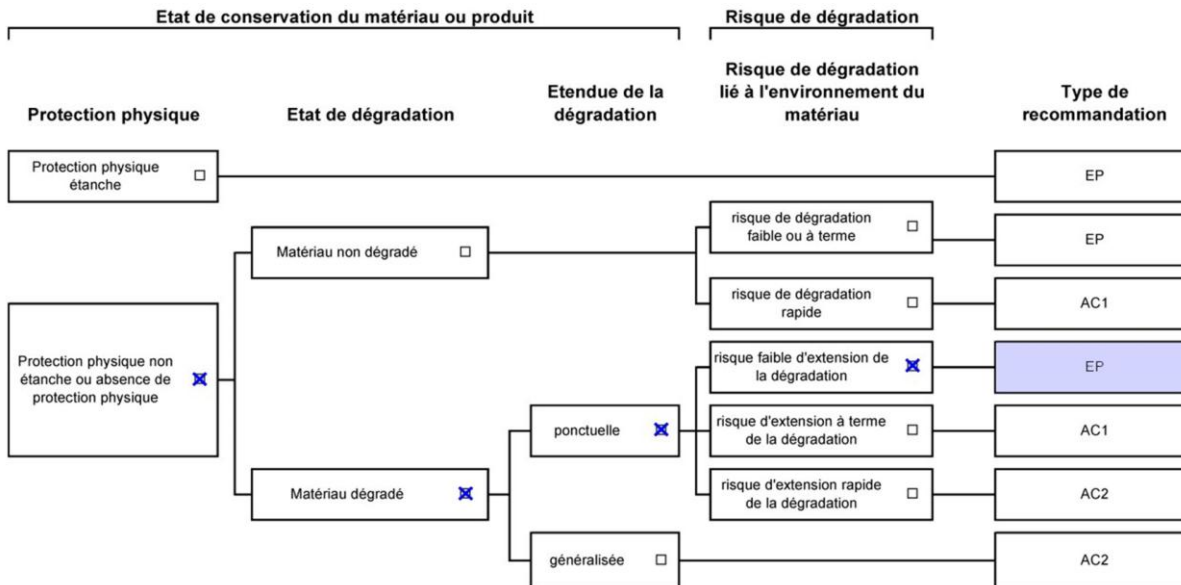 Etat de conservation du matériau ou produit
Risque de dégradation
Protection physique
Etat de dégradation
Etendue de la
dégradation
Risque de dégradation
lié à l'environnement du
matériau
Type de
recommandation
Protection physique
étanche
EP
Matériau non dégradé
risque de dégradation
faible ou à terme
EP
risque de dégradation
rapide
AC1
Protection physique non
étanche ou absence de
protection physique
risque faible d'extension de
la dégradation
EP
ponctuelle
risque d'extension à terme
de la dégradation
AC1
Matériau dégradé
risque d'extension rapide
de la dégradation
AC2
généralisée
AC2